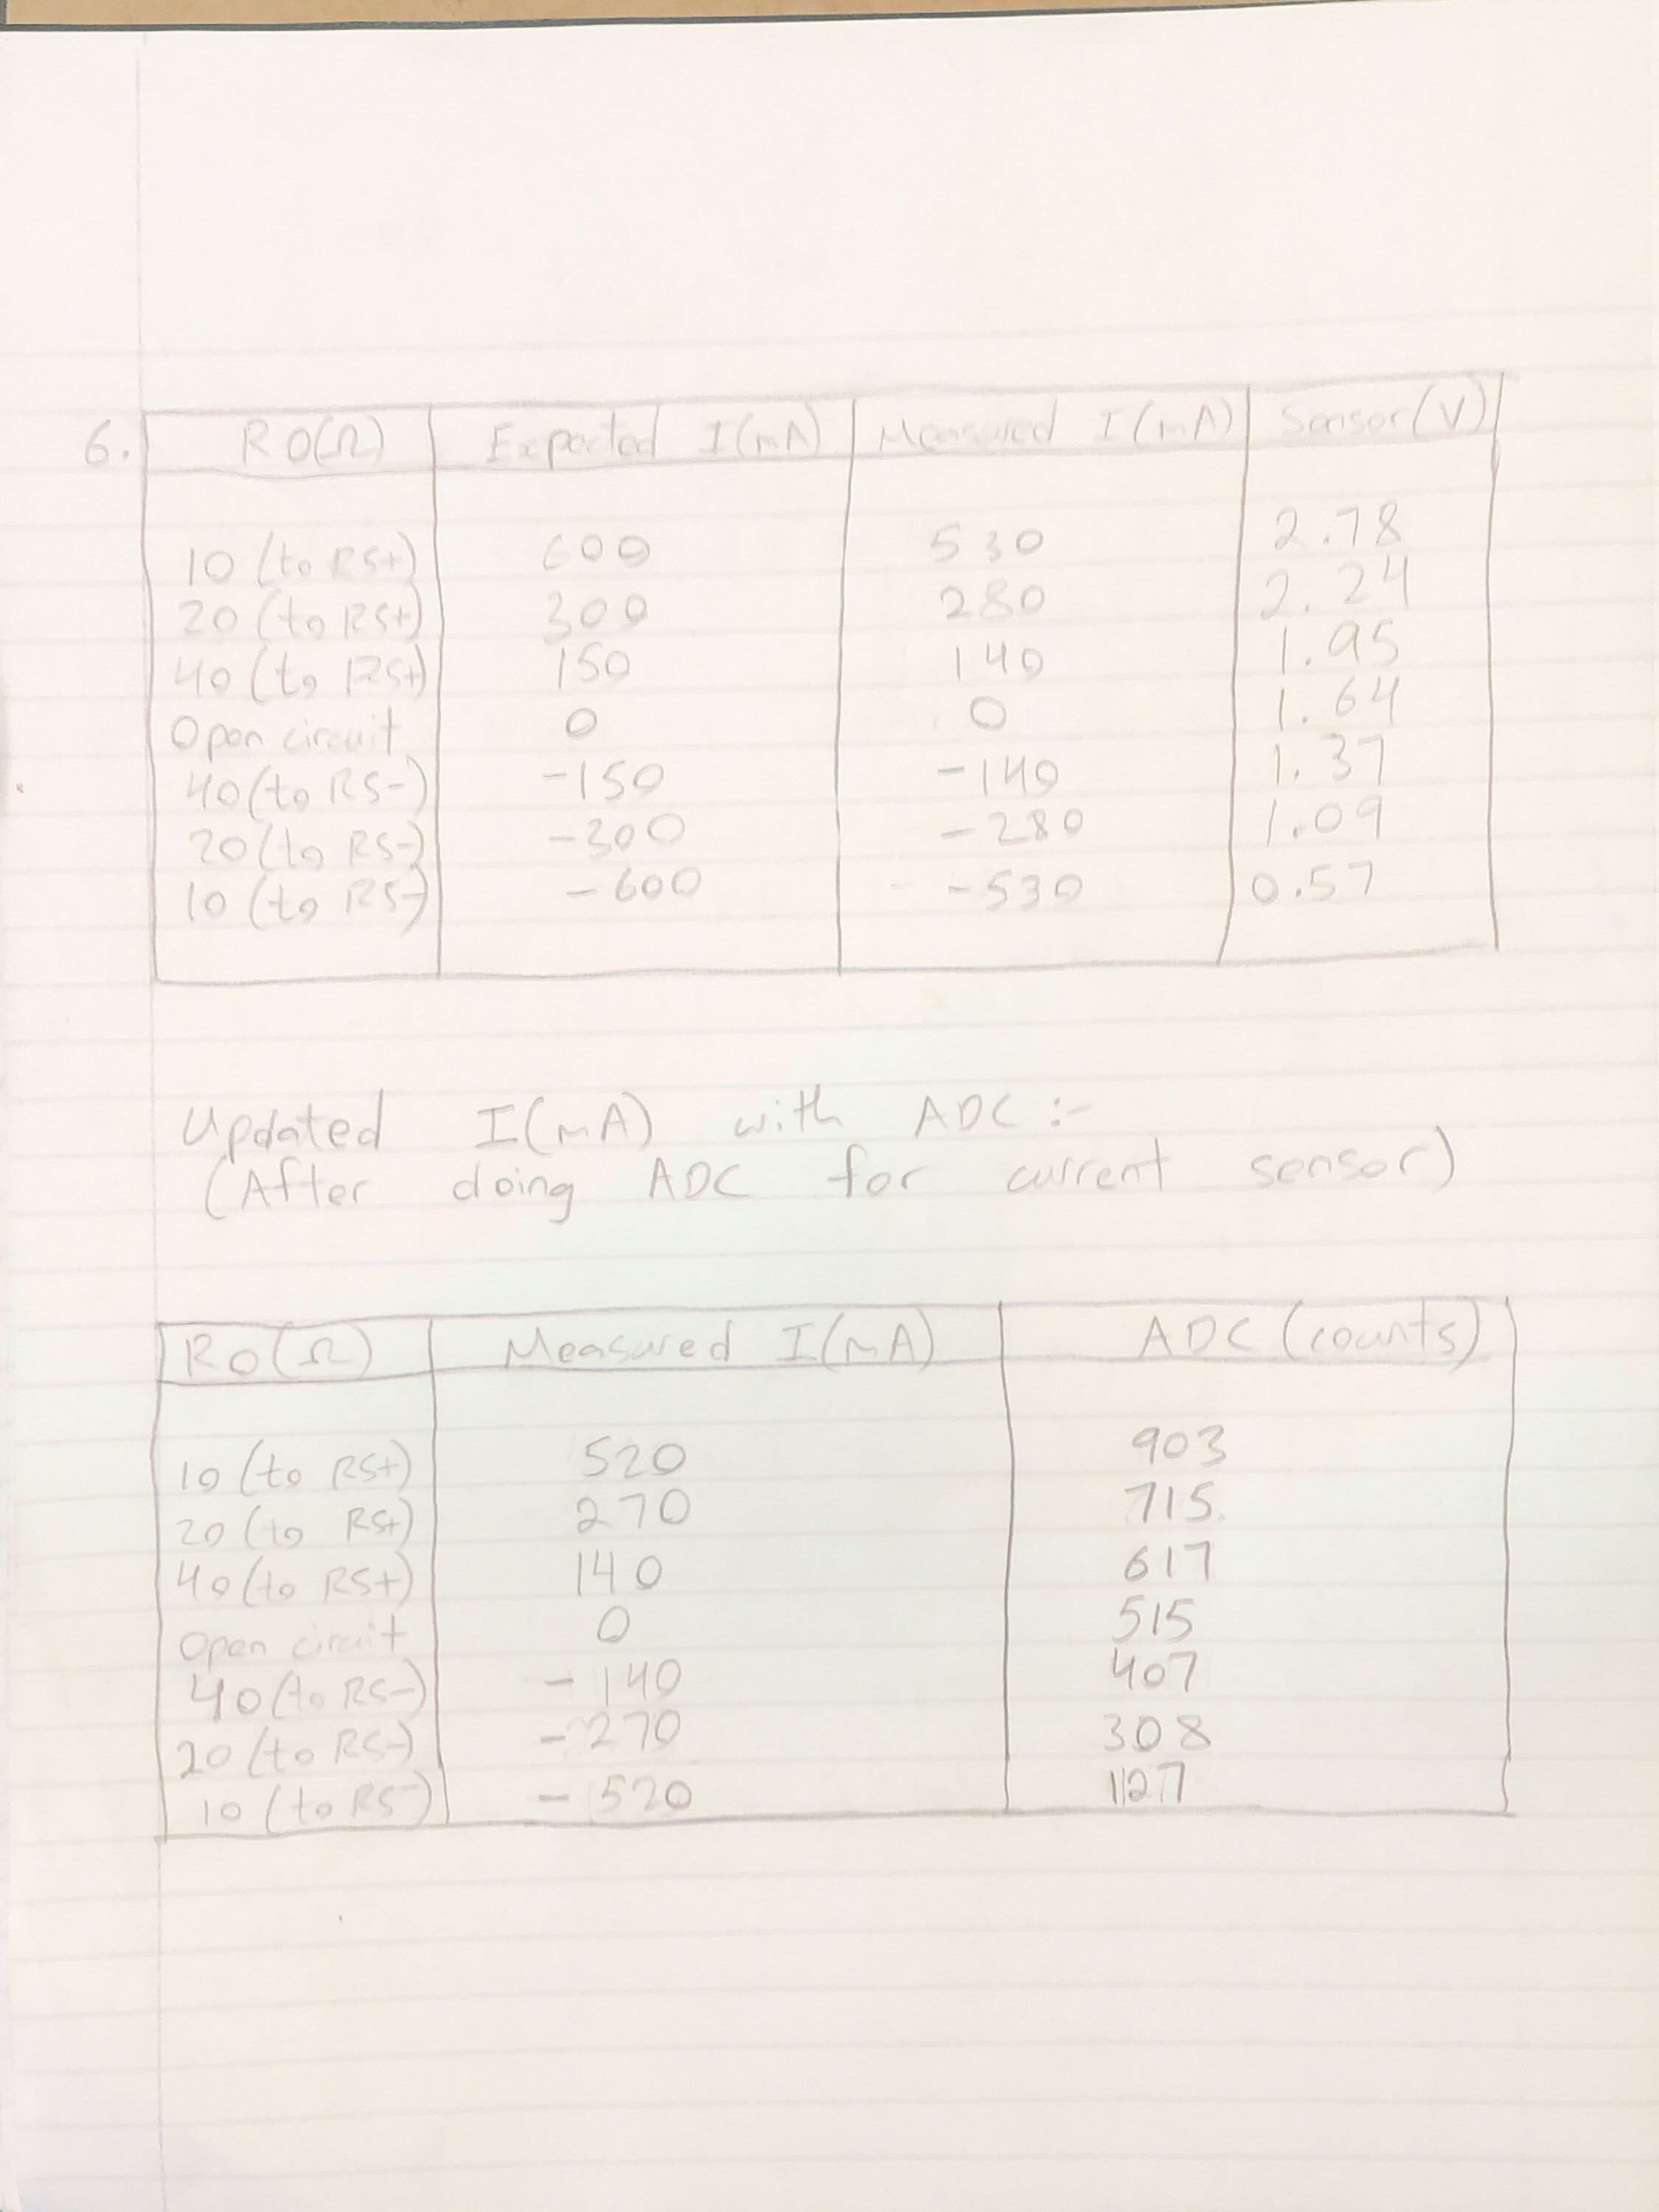 6. RO(Ω) Expected I(mA) Measured I(mA) Sensor(V)
10 (to RS+) 600 530 2.78
20 (to RS+) 300 280 2.24
40 (to RS+) 150 140 1.95
Open circuit 0 0 1.64
40 (to RS-) -150 -140 1.37
20 (to RS-) -300 -280 1.09
10 (to RS-) -600 -530 0.57
Updated I(mA) with ADC :-
(After doing ADC for current sensor)
RO(Ω) Measured I(mA) ADC (counts)
10 (to RS+) 520 903
20 (to RS+) 270 715
40 (to RS+) 140 617
Open circuit 0 515
40 (to RS-) -140 407
20 (to RS-) -270 308
10 (to RS-) -520 127